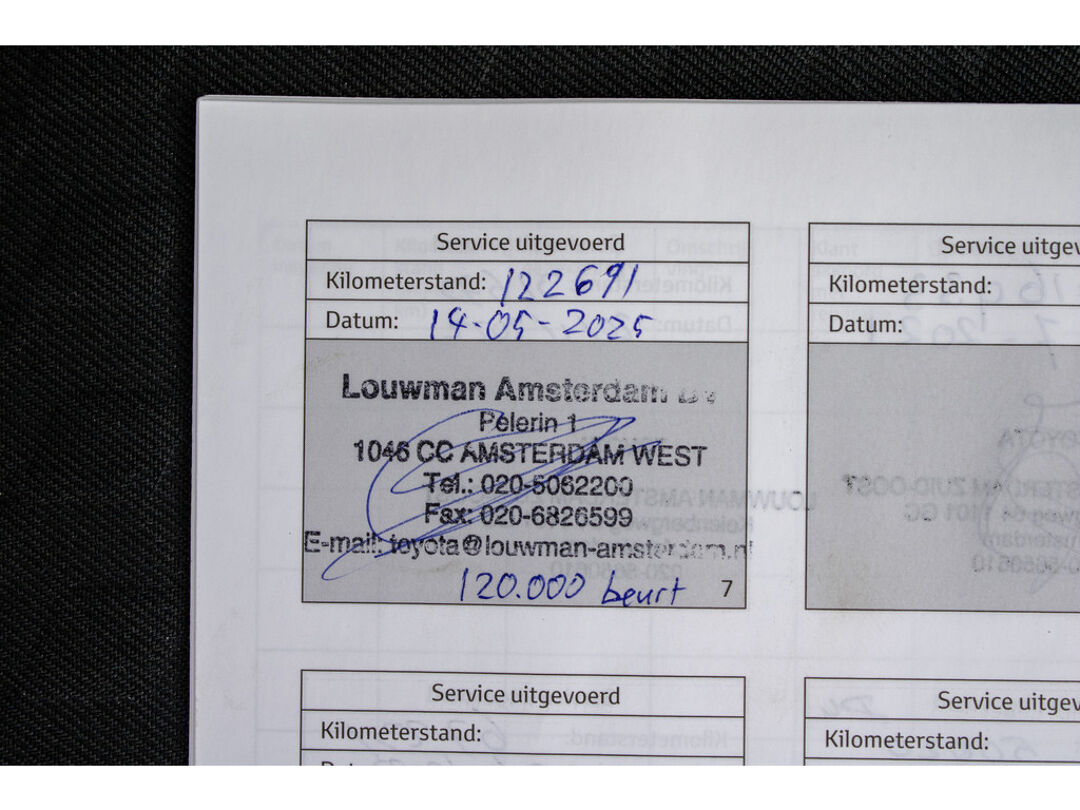 Service uitgevoerd
Kilometerstand: 122691
Datum: 14-05-2025
Louwman Amsterdam
Pelerin 1
1046 CC AMSTERDAM WEST
Tel.: 020-5062200
Fax: 020-6826599
E-mail: toyota@louwman-amsterdam.nl
120.000 beurt
7
Service uitgev
Kilometerstand:
Datum:
Service uitgevoerd
Kilometerstand:
Service uitgev
Kilometerstand: